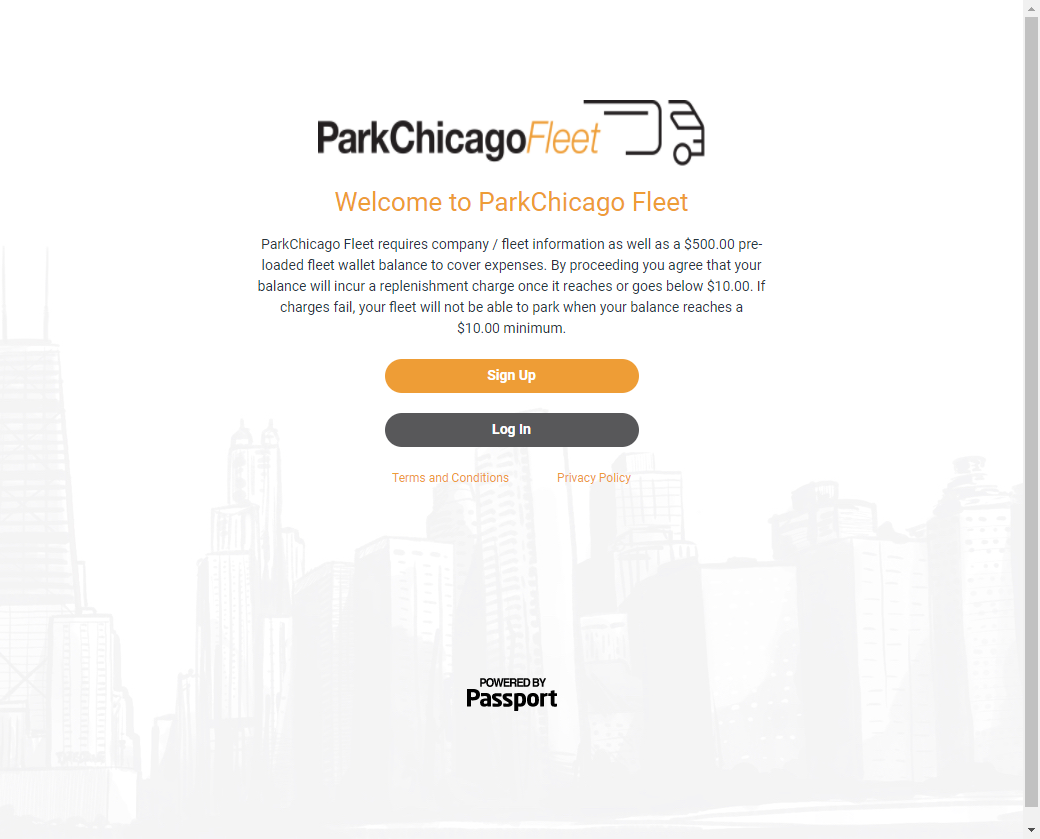 ParkChicagoFleet
Welcome to ParkChicago Fleet
ParkChicago Fleet requires company / fleet information as well as a $500.00 pre-
loaded fleet wallet balance to cover expenses. By proceeding you agree that your
balance will incur a replenishment charge once it reaches or goes below $10.00. If
charges fail, your fleet will not be able to park when your balance reaches a
$10.00 minimum.
Sign Up
Log In
Terms and Conditions Privacy Policy
POWERED BY
Passport